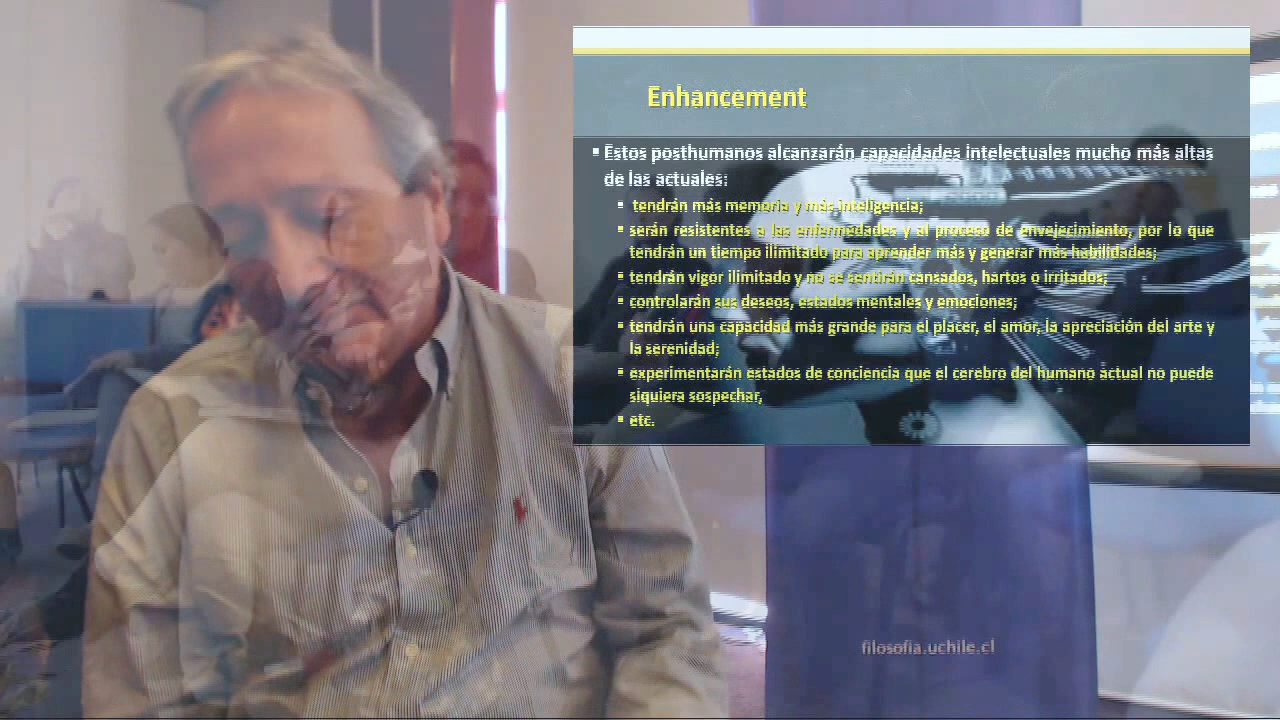 Enhancement
▪ Estos posthumanos alcanzarán capacidades intelectuales mucho más altas
de las actuales:
▪ tendrán más memoria y más inteligencia;
▪ serán resistentes a las enfermedades y al proceso de envejecimiento, por lo que
tendrán un tiempo ilimitado para aprender más y generar más habilidades;
▪ tendrán vigor ilimitado y no se sentirán cansados, hartos o irritados;
▪ controlarán sus deseos, estados mentales y emociones;
▪ tendrán una capacidad más grande para el placer, el amor, la apreciación del arte y
la serenidad;
▪ experimentarán estados de conciencia que el cerebro del humano actual no puede
siquiera sospechar,
▪ etc.
filosofia.uchile.cl